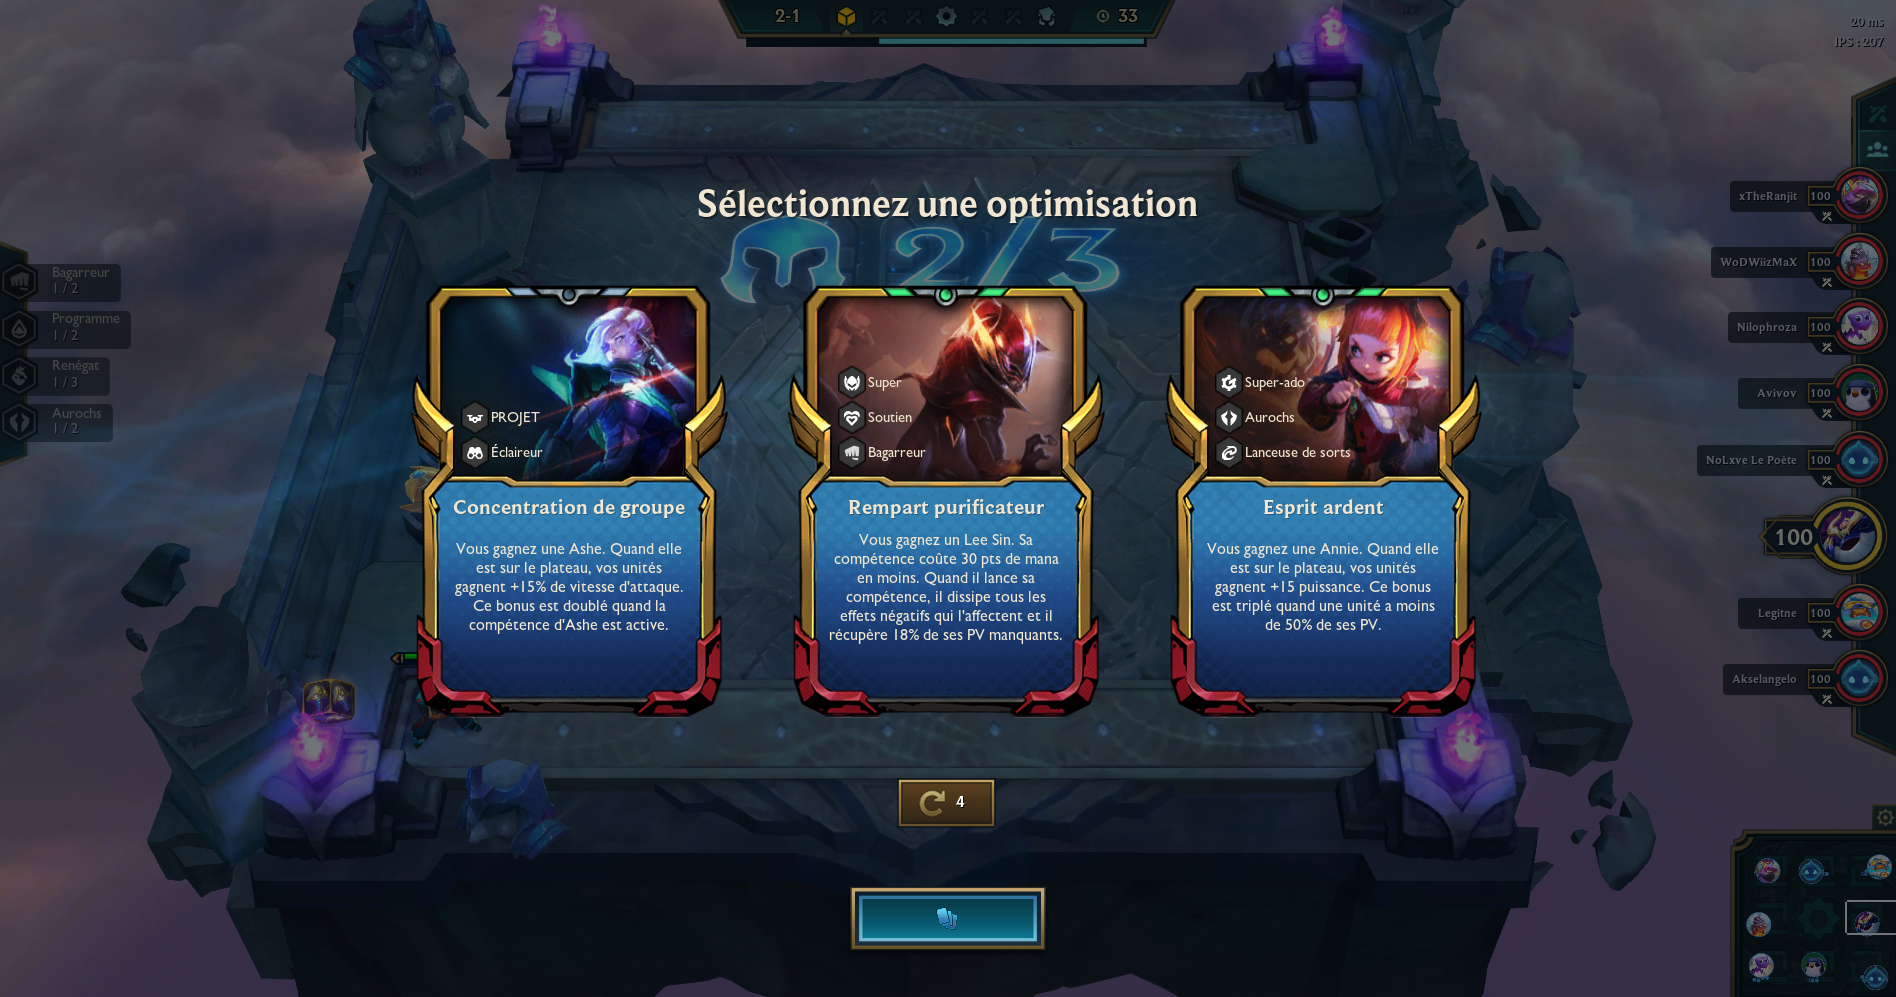 2-1
33
20 ms
IPS : 207
Sélectionnez une optimisation
2/3
Bagarreur
1 / 2
Programme
1 / 2
Renégat
1 / 3
Aurochs
1 / 2
PROJET
Éclaireur
Concentration de groupe
Vous gagnez une Ashe. Quand elle
est sur le plateau, vos unités
gagnent +15% de vitesse d'attaque.
Ce bonus est doublé quand la
compétence d'Ashe est active.
Super
Soutien
Bagarreur
Rempart purificateur
Vous gagnez un Lee Sin. Sa
compétence coûte 30 pts de mana
en moins. Quand il lance sa
compétence, il dissipe tous les
effets négatifs qui l'affectent et il
récupère 18% de ses PV manquants.
Super-ado
Aurochs
Lanceuse de sorts
Esprit ardent
Vous gagnez une Annie. Quand elle
est sur le plateau, vos unités
gagnent +15 puissance. Ce bonus
est triplé quand une unité a moins
de 50% de ses PV.
4
xTheRanjit 100
WoDWiizMaX 100
Nilophroza 100
Avivov 100
NoLxve Le Poète 100
100
Legitne 100
Akselangelo 100